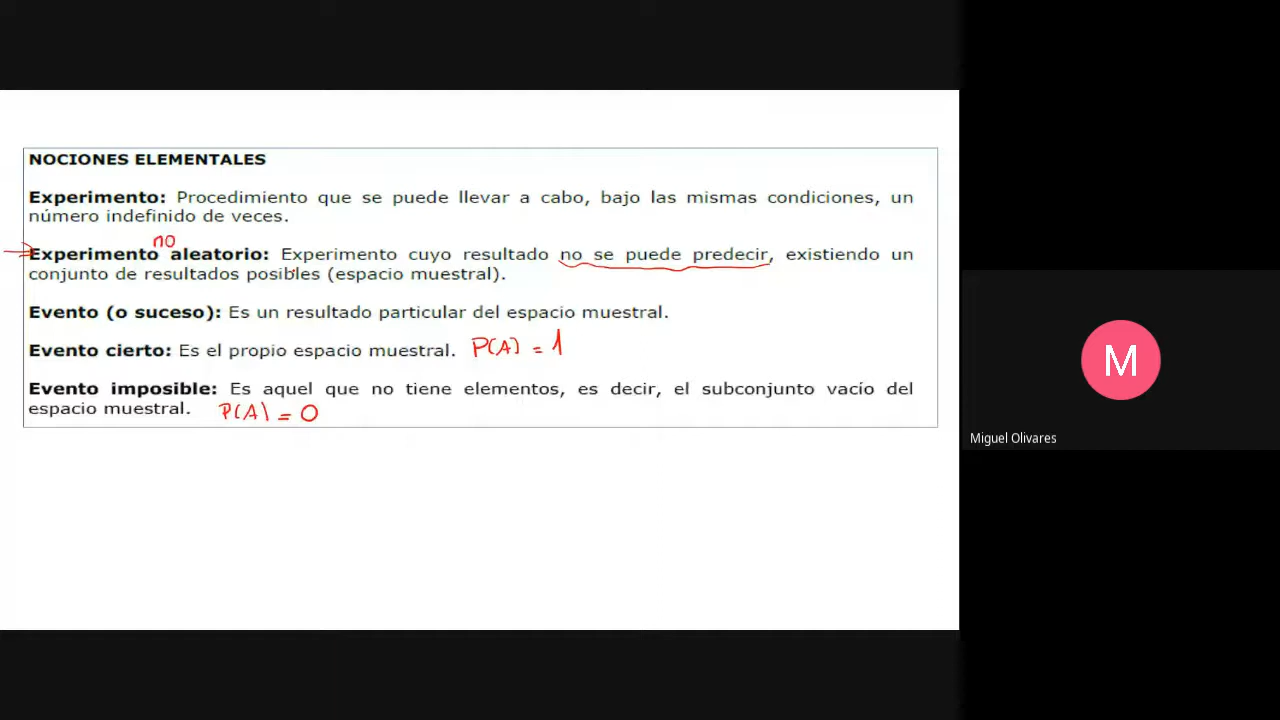 NOCIONES ELEMENTALES
Experimento: Procedimiento que se puede llevar a cabo, bajo las mismas condiciones, un
número indefinido de veces.
no
Experimento aleatorio: Experimento cuyo resultado no se puede predecir, existiendo un
conjunto de resultados posibles (espacio muestral).
Evento (o suceso): Es un resultado particular del espacio muestral.
Evento cierto: Es el propio espacio muestral. P(A) = 1
Evento imposible: Es aquel que no tiene elementos, es decir, el subconjunto vacío del
espacio muestral. P(A) = 0
M
Miguel Olivares